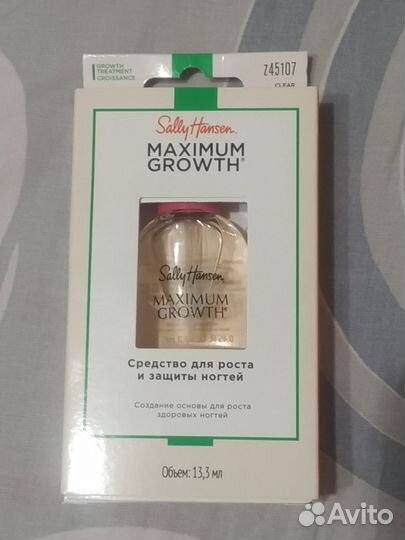 GROWTH
TREATMENT
CROISSANCE
Z45107
CLEAR
Sally Hansen
MAXIMUM
GROWTH®
Sally Hansen
MAXIMUM
GROWTH®
Средство для роста
и защиты ногтей
Создание основы для роста
здоровых ногтей
Объем: 13,3 мл
Avito